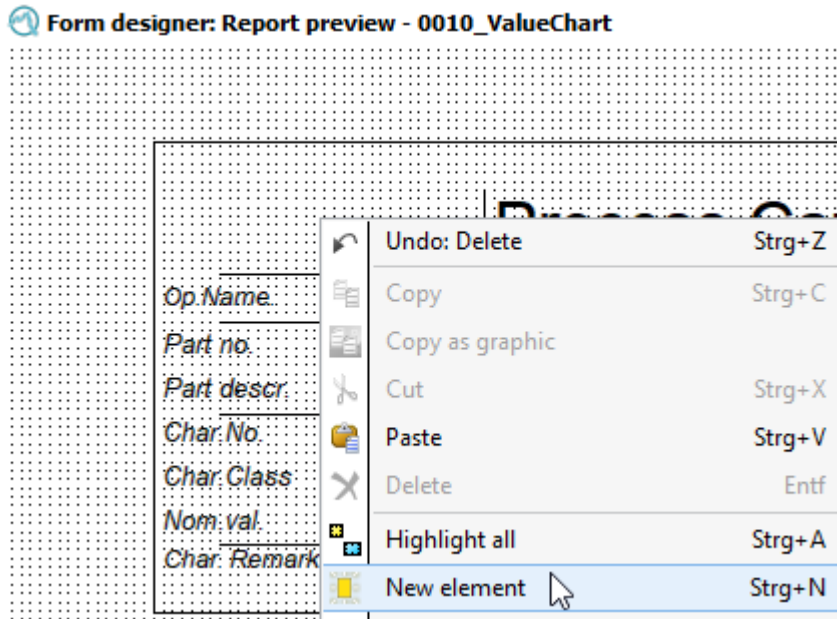 Form designer: Report preview - 0010_ValueChart
Undo: Delete Strg+Z
Op.Name
Copy Strg+C
Part no.
Copy as graphic
Part descr.
Cut Strg+X
Char.No.
Paste Strg+V
Char.Class
Delete Entf
Nom.val.
Highlight all Strg+A
Char. Remark
New element Strg+N